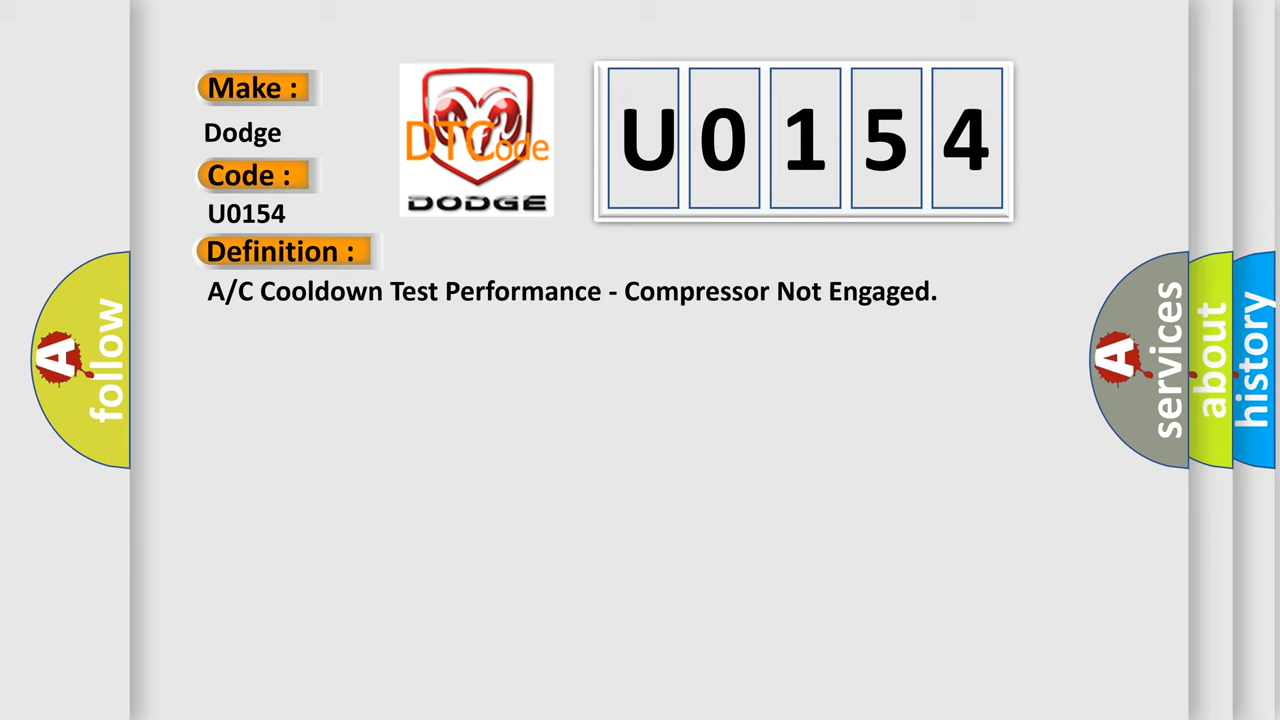 Make :
Dodge
Code :
U0154
Definition :
A/C Cooldown Test Performance - Compressor Not Engaged.
DTCode
DODGE
U0154
A follow
A services
about
history